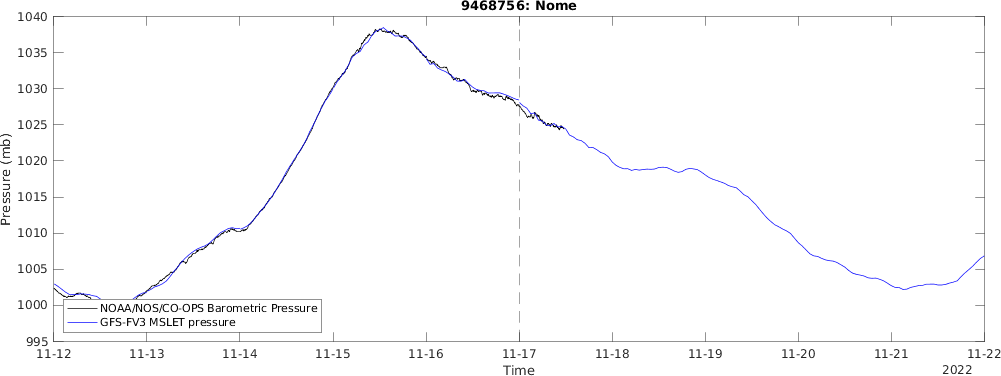 9468756: Nome
1040
1035
1030
1025
1020
1015
1010
1005
1000
995
Pressure (mb)
NOAA/NOS/CO-OPS Barometric Pressure
GFS-FV3 MSLET pressure
11-12 11-13 11-14 11-15 11-16 11-17 11-18 11-19 11-20 11-21 11-22
Time
2022